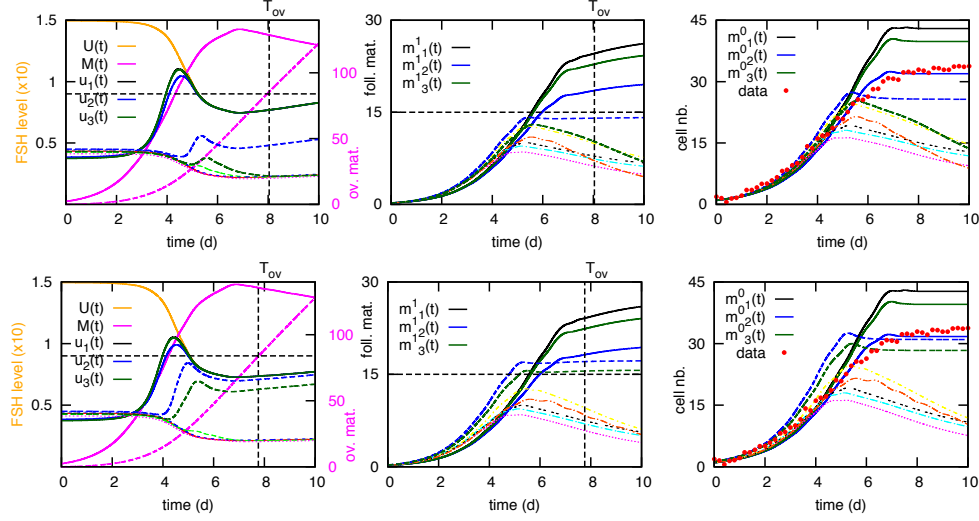 T_ov
T_ov
1.5
1
0.5
FSH level (x10)
U(t)
M(t)
u_1(t)
u_2(t)
u_3(t)
100
50
0
ov. mat.
0 2 4 6 8 10
time (d)
30
15
0
foll. mat.
m^1_1(t)
m^1_2(t)
m^1_3(t)
0 2 4 6 8 10
time (d)
45
30
15
0
cell nb.
m^0_1(t)
m^0_2(t)
m^0_3(t)
data
0 2 4 6 8 10
time (d)
T_ov
T_ov
1.5
1
0.5
FSH level (x10)
U(t)
M(t)
u_1(t)
u_2(t)
u_3(t)
100
50
0
ov. mat.
0 2 4 6 8 10
time (d)
30
15
0
foll. mat.
m^1_1(t)
m^1_2(t)
m^1_3(t)
0 2 4 6 8 10
time (d)
45
30
15
0
cell nb.
m^0_1(t)
m^0_2(t)
m^0_3(t)
data
0 2 4 6 8 10
time (d)